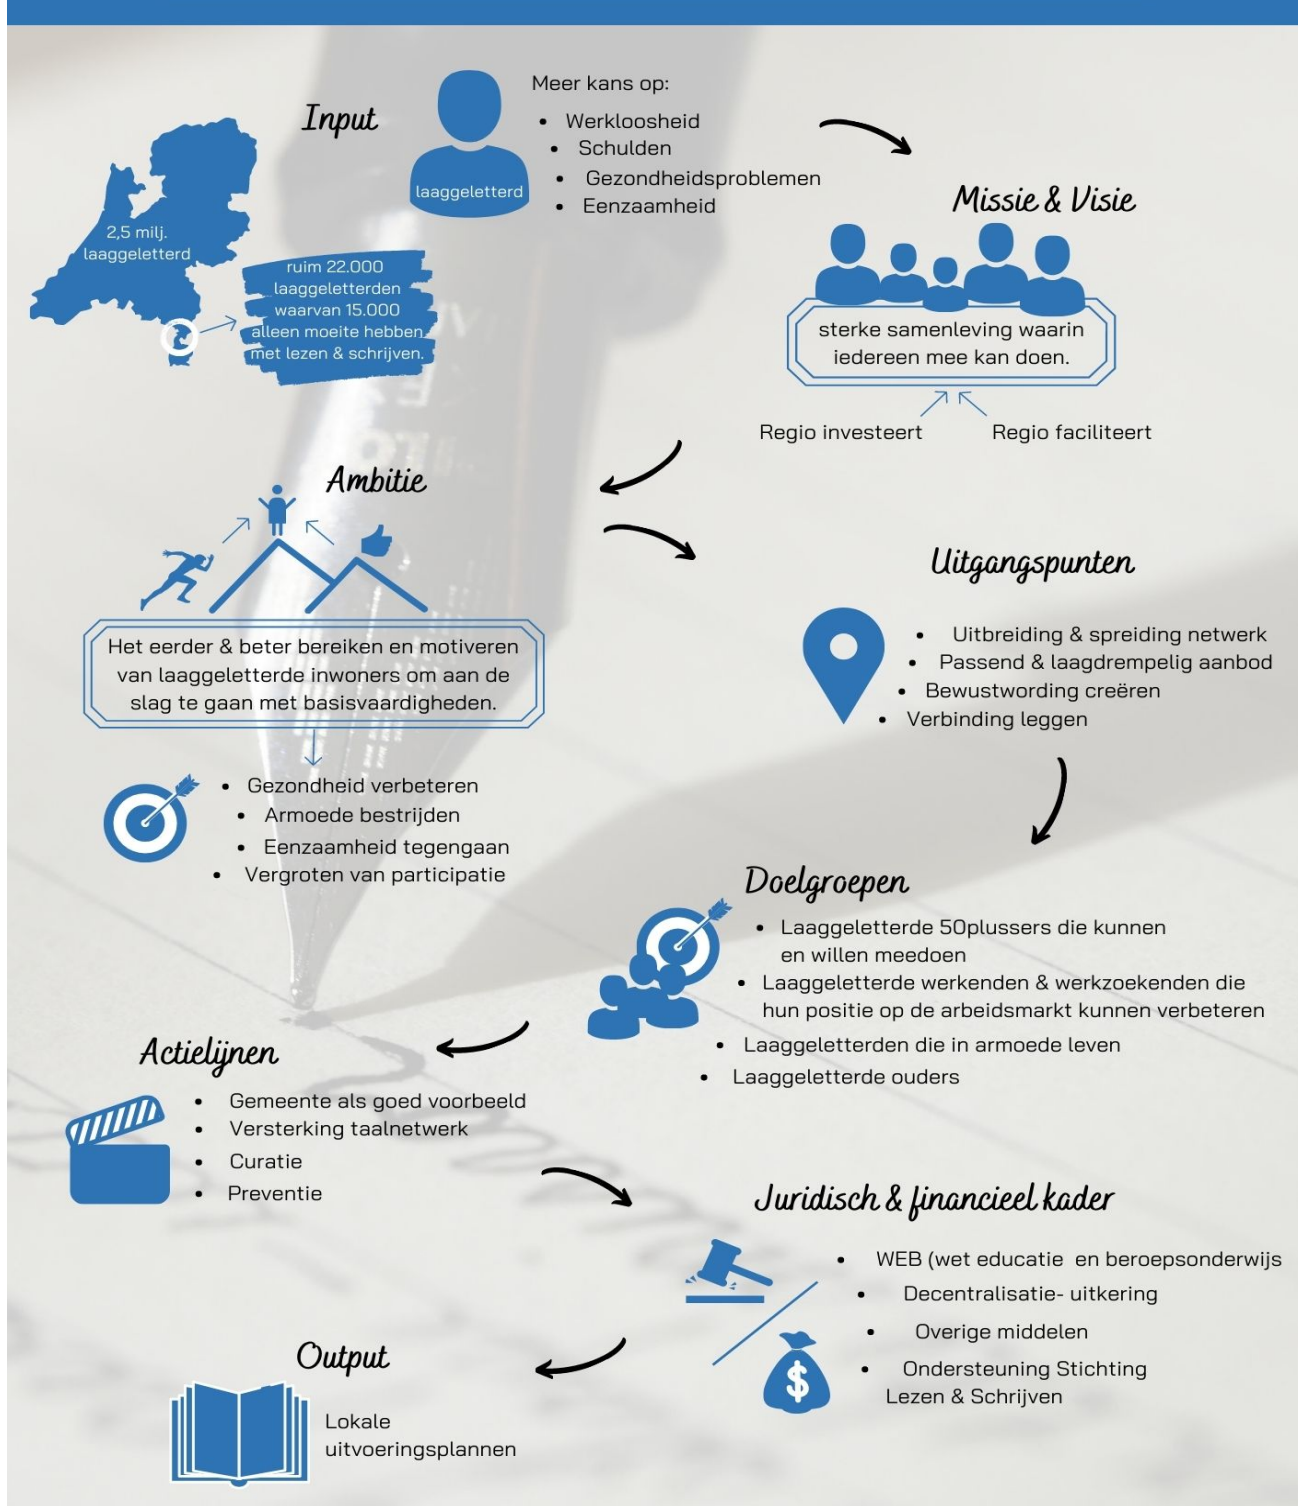 Input
2,5 milj.
laaggeletterd
ruim 22.000
laaggeletterden
waarvan 15.000
alleen moeite hebben
met lezen & schrijven.
laaggeletterd
Meer kans op:
• Werkloosheid
• Schulden
• Gezondheidsproblemen
• Eenzaamheid
Missie & Visie
sterke samenleving waarin
iedereen mee kan doen.
Regio investeert
Regio faciliteert
Ambitie
Het eerder & beter bereiken en motiveren
van laaggeletterde inwoners om aan de
slag te gaan met basisvaardigheden.
• Gezondheid verbeteren
• Armoede bestrijden
• Eenzaamheid tegengaan
• Vergroten van participatie
Uitgangspunten
• Uitbreiding & spreiding netwerk
• Passend & laagdrempelig aanbod
• Bewustwording creëren
• Verbinding leggen
Doelgroepen
• Laaggeletterde 50plussers die kunnen
en willen meedoen
• Laaggeletterde werkenden & werkzoekenden die
hun positie op de arbeidsmarkt kunnen verbeteren
• Laaggeletterden die in armoede leven
• Laaggeletterde ouders
Actielijnen
• Gemeente als goed voorbeeld
• Versterking taalnetwerk
• Curatie
• Preventie
Juridisch & financieel kader
• WEB (wet educatie en beroepsonderwijs
• Decentralisatie- uitkering
• Overige middelen
• Ondersteuning Stichting
Lezen & Schrijven
$
Output
Lokale
uitvoeringsplannen